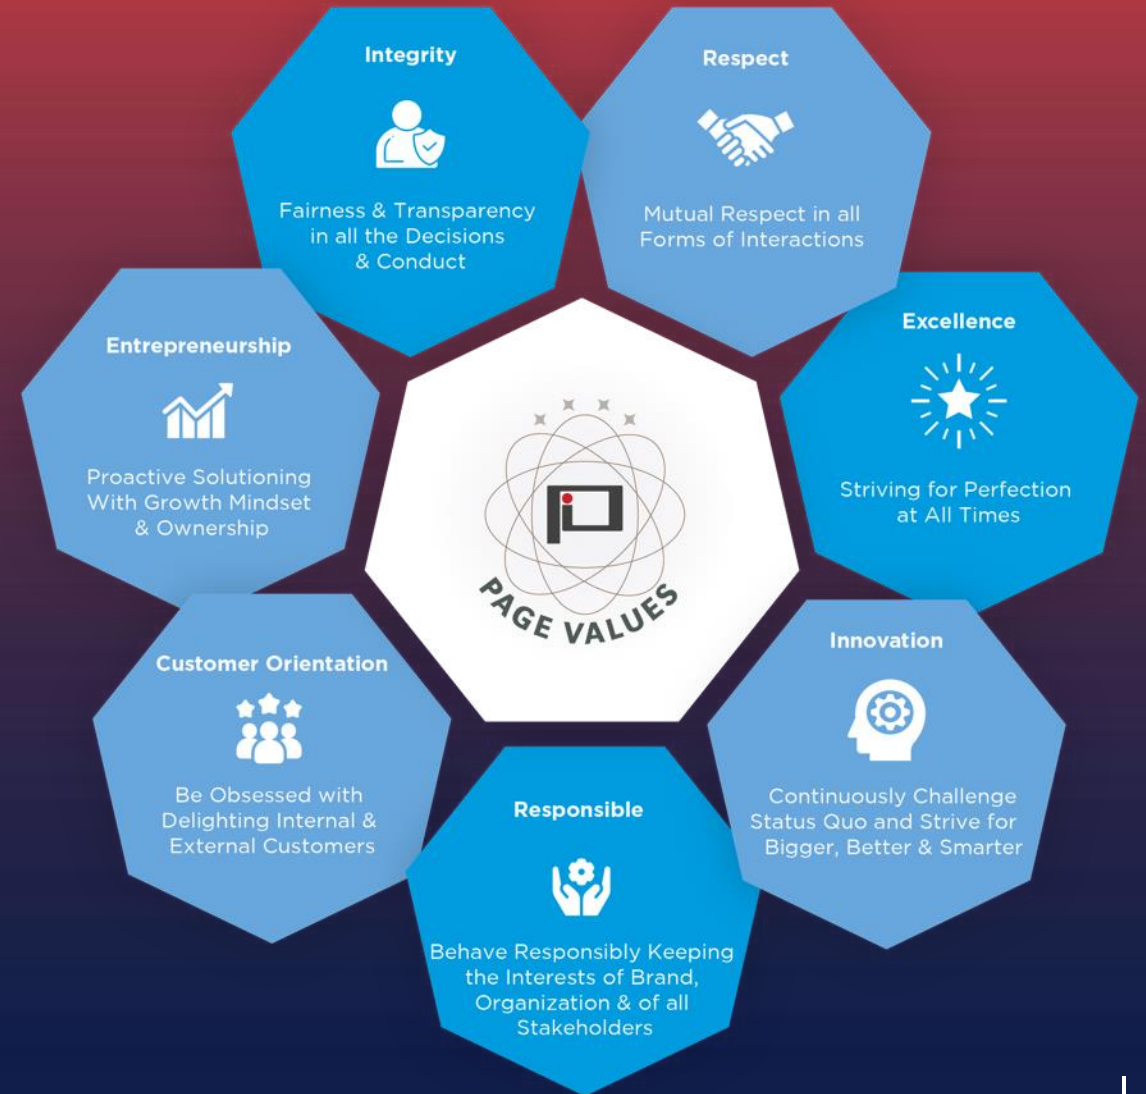 Integrity
Fairness & Transparency
in all the Decisions
& Conduct
Respect
Mutual Respect in all
Forms of Interactions
Excellence
Striving for Perfection
at All Times
Innovation
Continuously Challenge
Status Quo and Strive for
Bigger, Better & Smarter
Responsible
Behave Responsibly Keeping
the Interests of Brand,
Organization & of all
Stakeholders
Customer Orientation
Be Obsessed with
Delighting Internal &
External Customers
Entrepreneurship
Proactive Solutioning
With Growth Mindset
& Ownership
PAGE VALUES